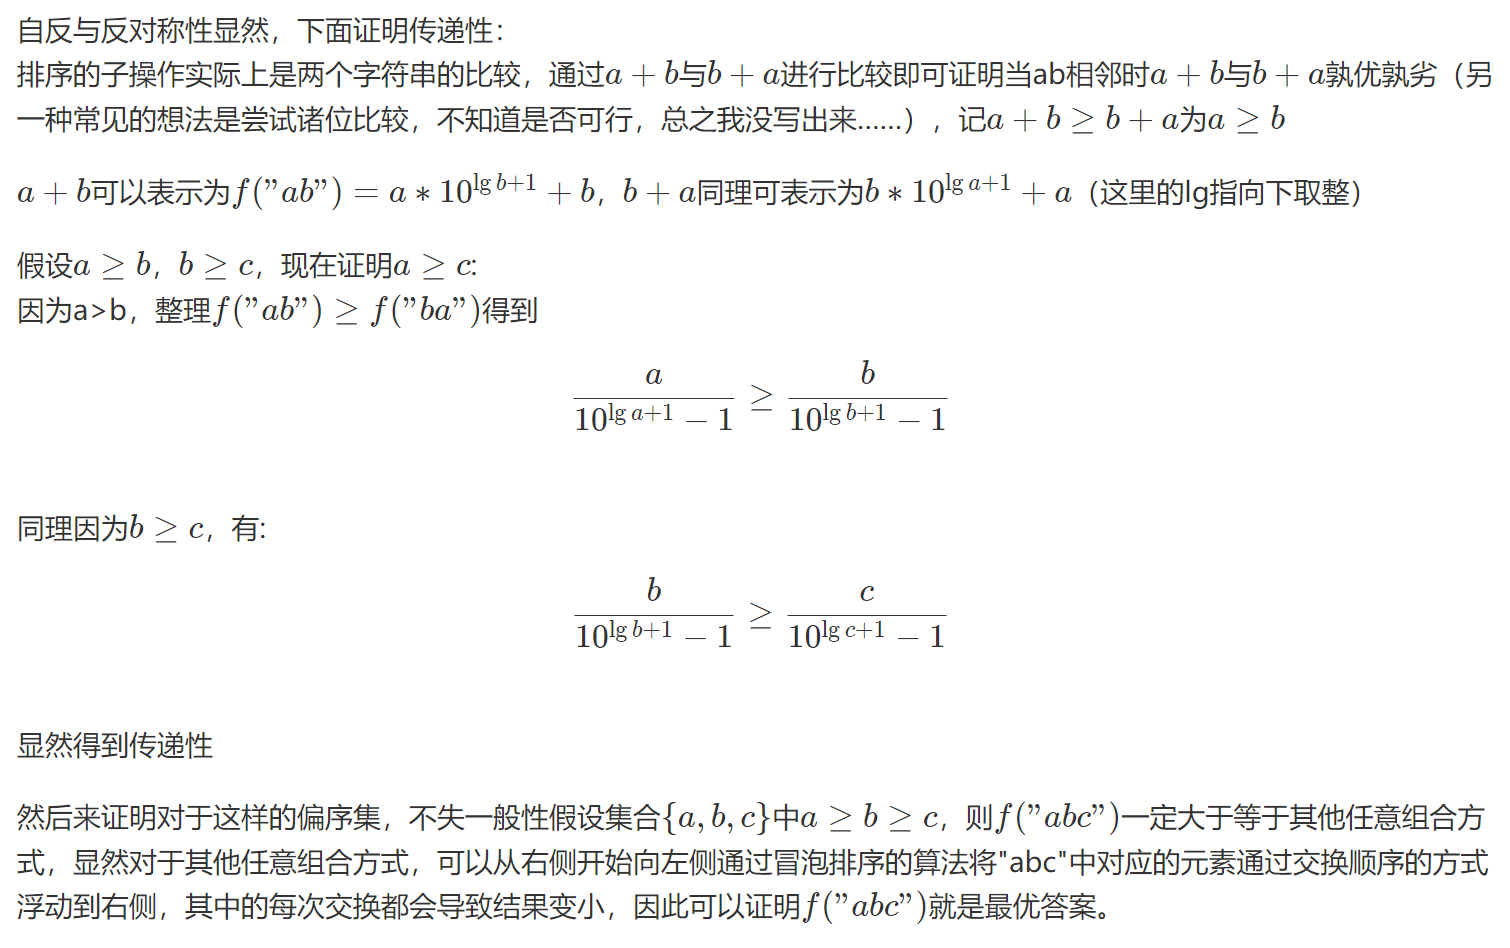 自反与反对称性显然，下面证明传递性：
排序的子操作实际上是两个字符串的比较，通过$a+b$与$b+a$进行比较即可证明当ab相邻时$a+b$与$b+a$孰优孰劣（另
一种常见的想法是尝试诸位比较，不知道是否可行，总之我没写出来......），记$a+b \geq b+a$为$a \geq b$
$a+b$可以表示为$f("ab") = a * 10^{\lg b+1} + b$，$b+a$同理可表示为$b * 10^{\lg a+1} + a$（这里的lg指向下取整）
假设$a \geq b$，$b \geq c$，现在证明$a \geq c$:
因为a>b，整理$f("ab") \geq f("ba")$得到
$\frac{a}{10^{\lg a+1} - 1} \geq \frac{b}{10^{\lg b+1} - 1}$
同理因为$b \geq c$，有:
$\frac{b}{10^{\lg b+1} - 1} \geq \frac{c}{10^{\lg c+1} - 1}$
显然得到传递性
然后来证明对于这样的偏序集，不失一般性假设集合$\{a, b, c\}$中$a \geq b \geq c$，则$f("abc")$一定大于等于其他任意组合方
式，显然对于其他任意组合方式，可以从右侧开始向左侧通过冒泡排序的算法将"abc"中对应的元素通过交换顺序的方式
浮动到右侧，其中的每次交换都会导致结果变小，因此可以证明$f("abc")$就是最优答案。